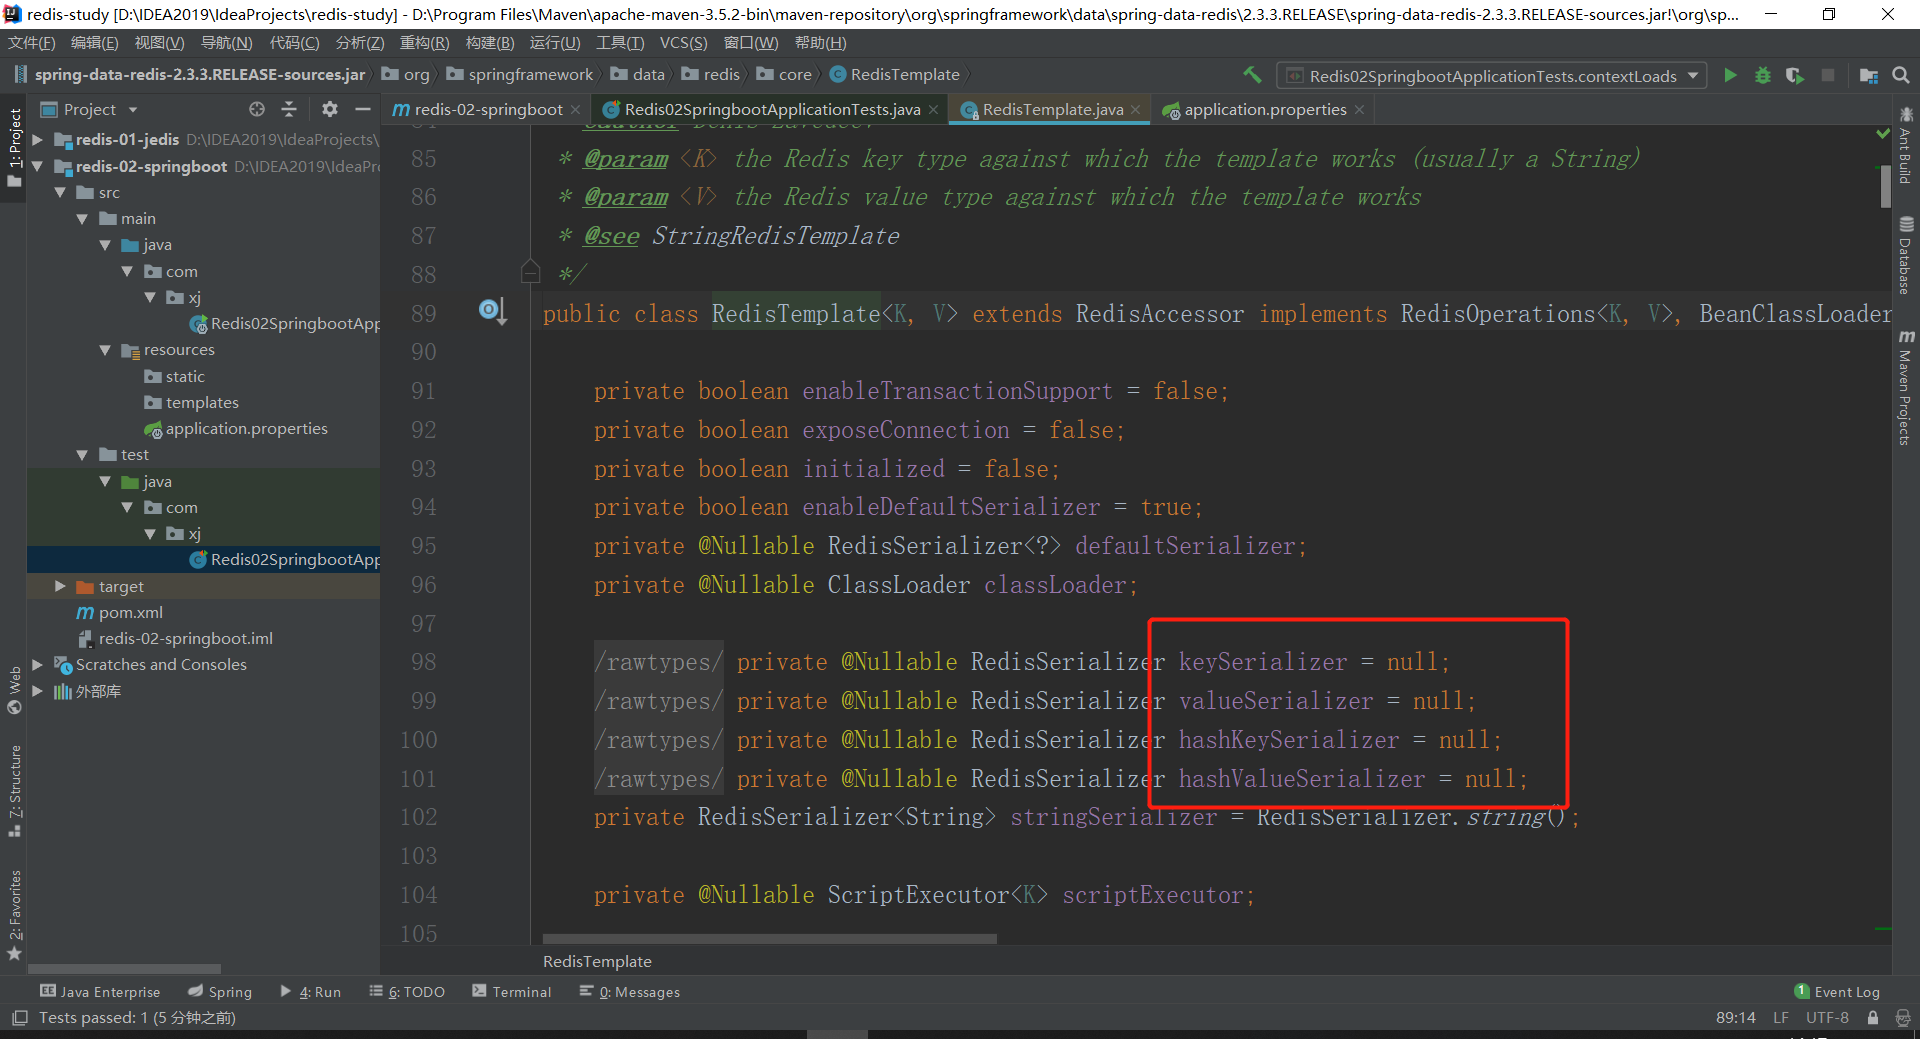 redis-study [D:\IDEA2019\IdeaProjects\redis-study] - D:\Program Files\Maven\apache-maven-3.5.2-bin\maven-repository\org\springframework\data\spring-data-redis\2.3.3.RELEASE\spring-data-redis-2.3.3.RELEASE-sources.jar!\org\sp...
文件(F) 编辑(E) 视图(V) 导航(N) 代码(C) 分析(Z) 重构(R) 构建(B) 运行(U) 工具(T) VCS(S) 窗口(W) 帮助(H)
spring-data-redis-2.3.3.RELEASE-sources.jar org springframework data redis core RedisTemplate
Redis02SpringbootApplicationTests.contextLoads
Project
redis-02-springboot
Redis02SpringbootApplicationTests.java
RedisTemplate.java
application.properties
1: Project
Web
7: Structure
2: Favorites
redis-01-jedis D:\IDEA2019\IdeaProjects\
redis-02-springboot D:\IDEA2019\IdeaPr
src
main
java
com
xj
Redis02SpringbootApp
resources
static
templates
application.properties
test
java
com
xj
Redis02SpringbootApp
target
pom.xml
redis-02-springboot.iml
Scratches and Consoles
外部库
85 * @param <K> the Redis key type against which the template works (usually a String)
86 * @param <V> the Redis value type against which the template works
87 * @see StringRedisTemplate
88 */
89 public class RedisTemplate<K, V> extends RedisAccessor implements RedisOperations<K, V>, BeanClassLoader
90
91 private boolean enableTransactionSupport = false;
92 private boolean exposeConnection = false;
93 private boolean initialized = false;
94 private boolean enableDefaultSerializer = true;
95 private @Nullable RedisSerializer<?> defaultSerializer;
96 private @Nullable ClassLoader classLoader;
97
98 /rawtypes/ private @Nullable RedisSerializer keySerializer = null;
99 /rawtypes/ private @Nullable RedisSerializer valueSerializer = null;
100 /rawtypes/ private @Nullable RedisSerializer hashKeySerializer = null;
101 /rawtypes/ private @Nullable RedisSerializer hashValueSerializer = null;
102 private RedisSerializer<String> stringSerializer = RedisSerializer.string();
103
104 private @Nullable ScriptExecutor<K> scriptExecutor;
105
RedisTemplate
Ant Build
Database
Maven Projects
Java Enterprise Spring 4: Run 6: TODO Terminal 0: Messages
1 Event Log
Tests passed: 1 (5 分钟之前)
89:14 LF UTF-8